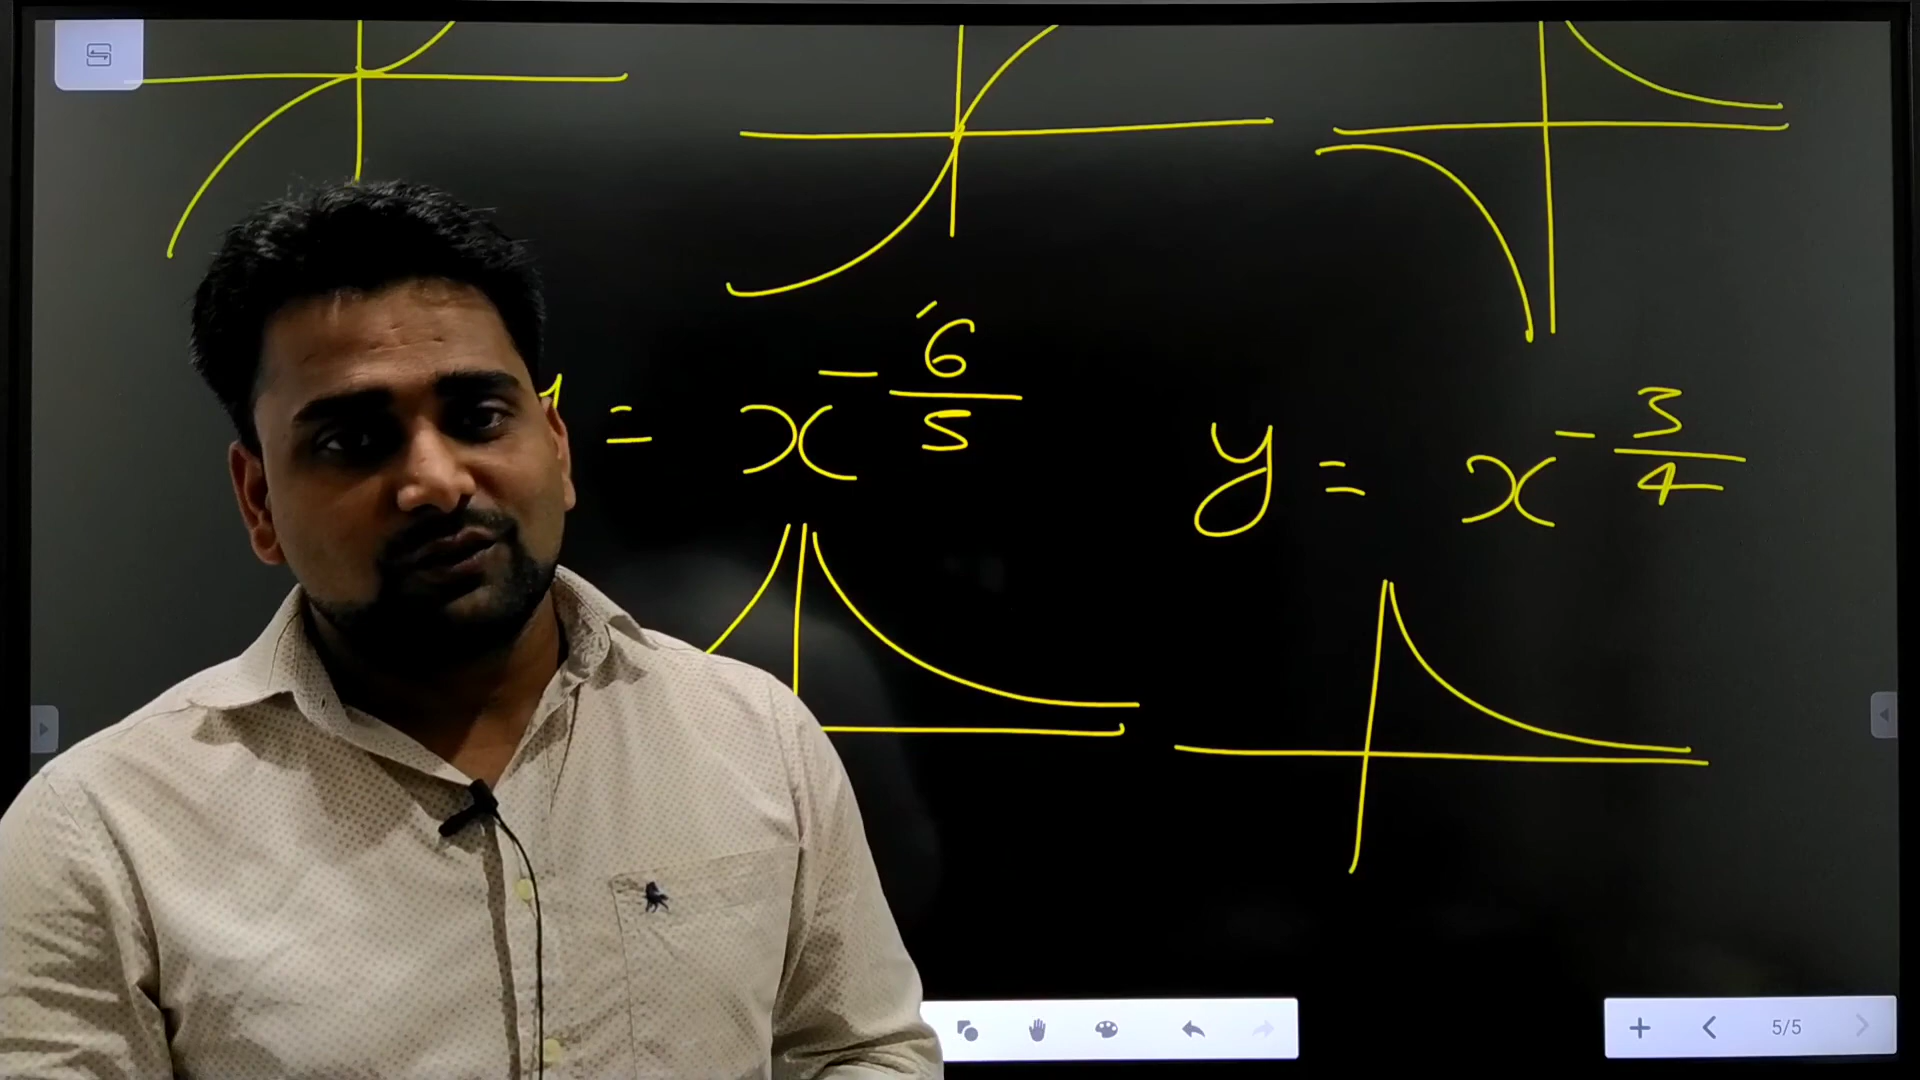 y = x^{-6/5}
y = x^{-3/4}
5/5